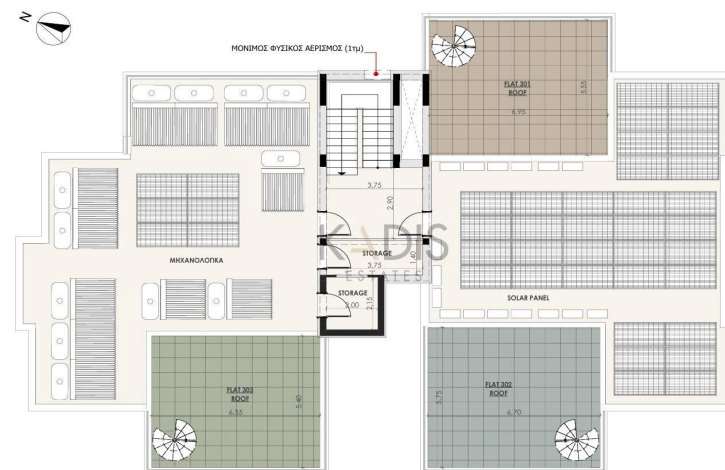 N
ΜΟΝΙΜΟΣ ΦΥΣΙΚΟΣ ΑΕΡΙΣΜΟΣ (1τμ)
FLAT 301
ROOF
6.95
5.55
3.75
2.90
ΜΗΧΑΝΟΛΟΓΙΚΑ
KADIS
ESTATES
STORAGE
3.75
1.40
STORAGE
2.00
2.15
SOLAR PANEL
FLAT 303
ROOF
6.55
5.40
FLAT 302
ROOF
5.75
6.70